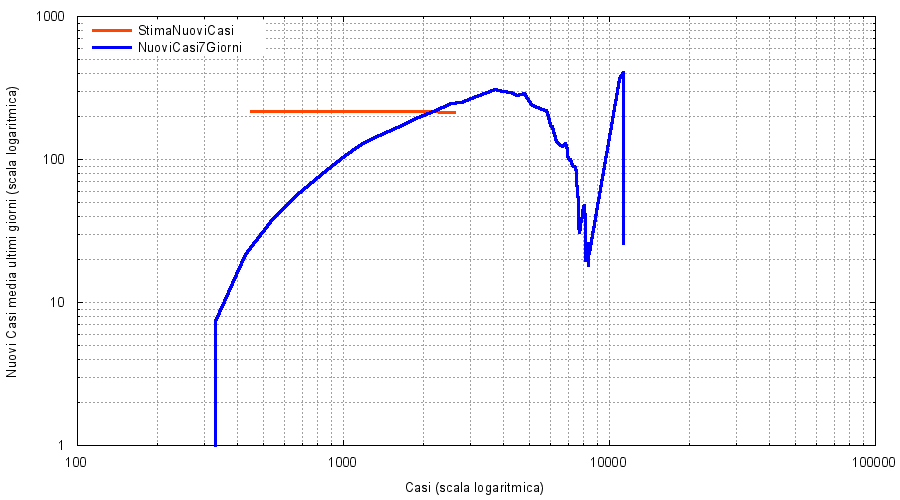 1000
StimaNuoviCasi
NuoviCasi7Giorni
100
Nuovi Casi media ultimi giorni (scala logaritmica)
10
1
100
1000
10000
100000
Casi (scala logaritmica)